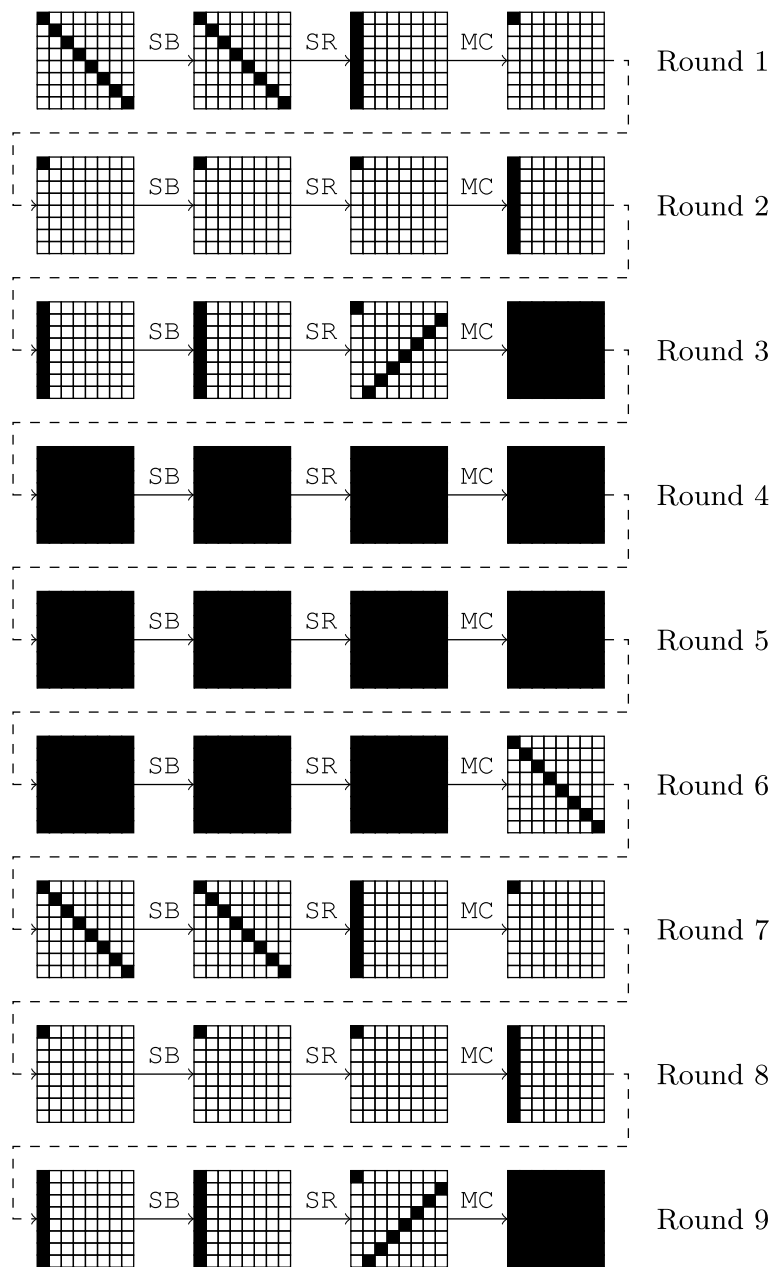 SB SR MC Round 1
SB SR MC Round 2
SB SR MC Round 3
SB SR MC Round 4
SB SR MC Round 5
SB SR MC Round 6
SB SR MC Round 7
SB SR MC Round 8
SB SR MC Round 9